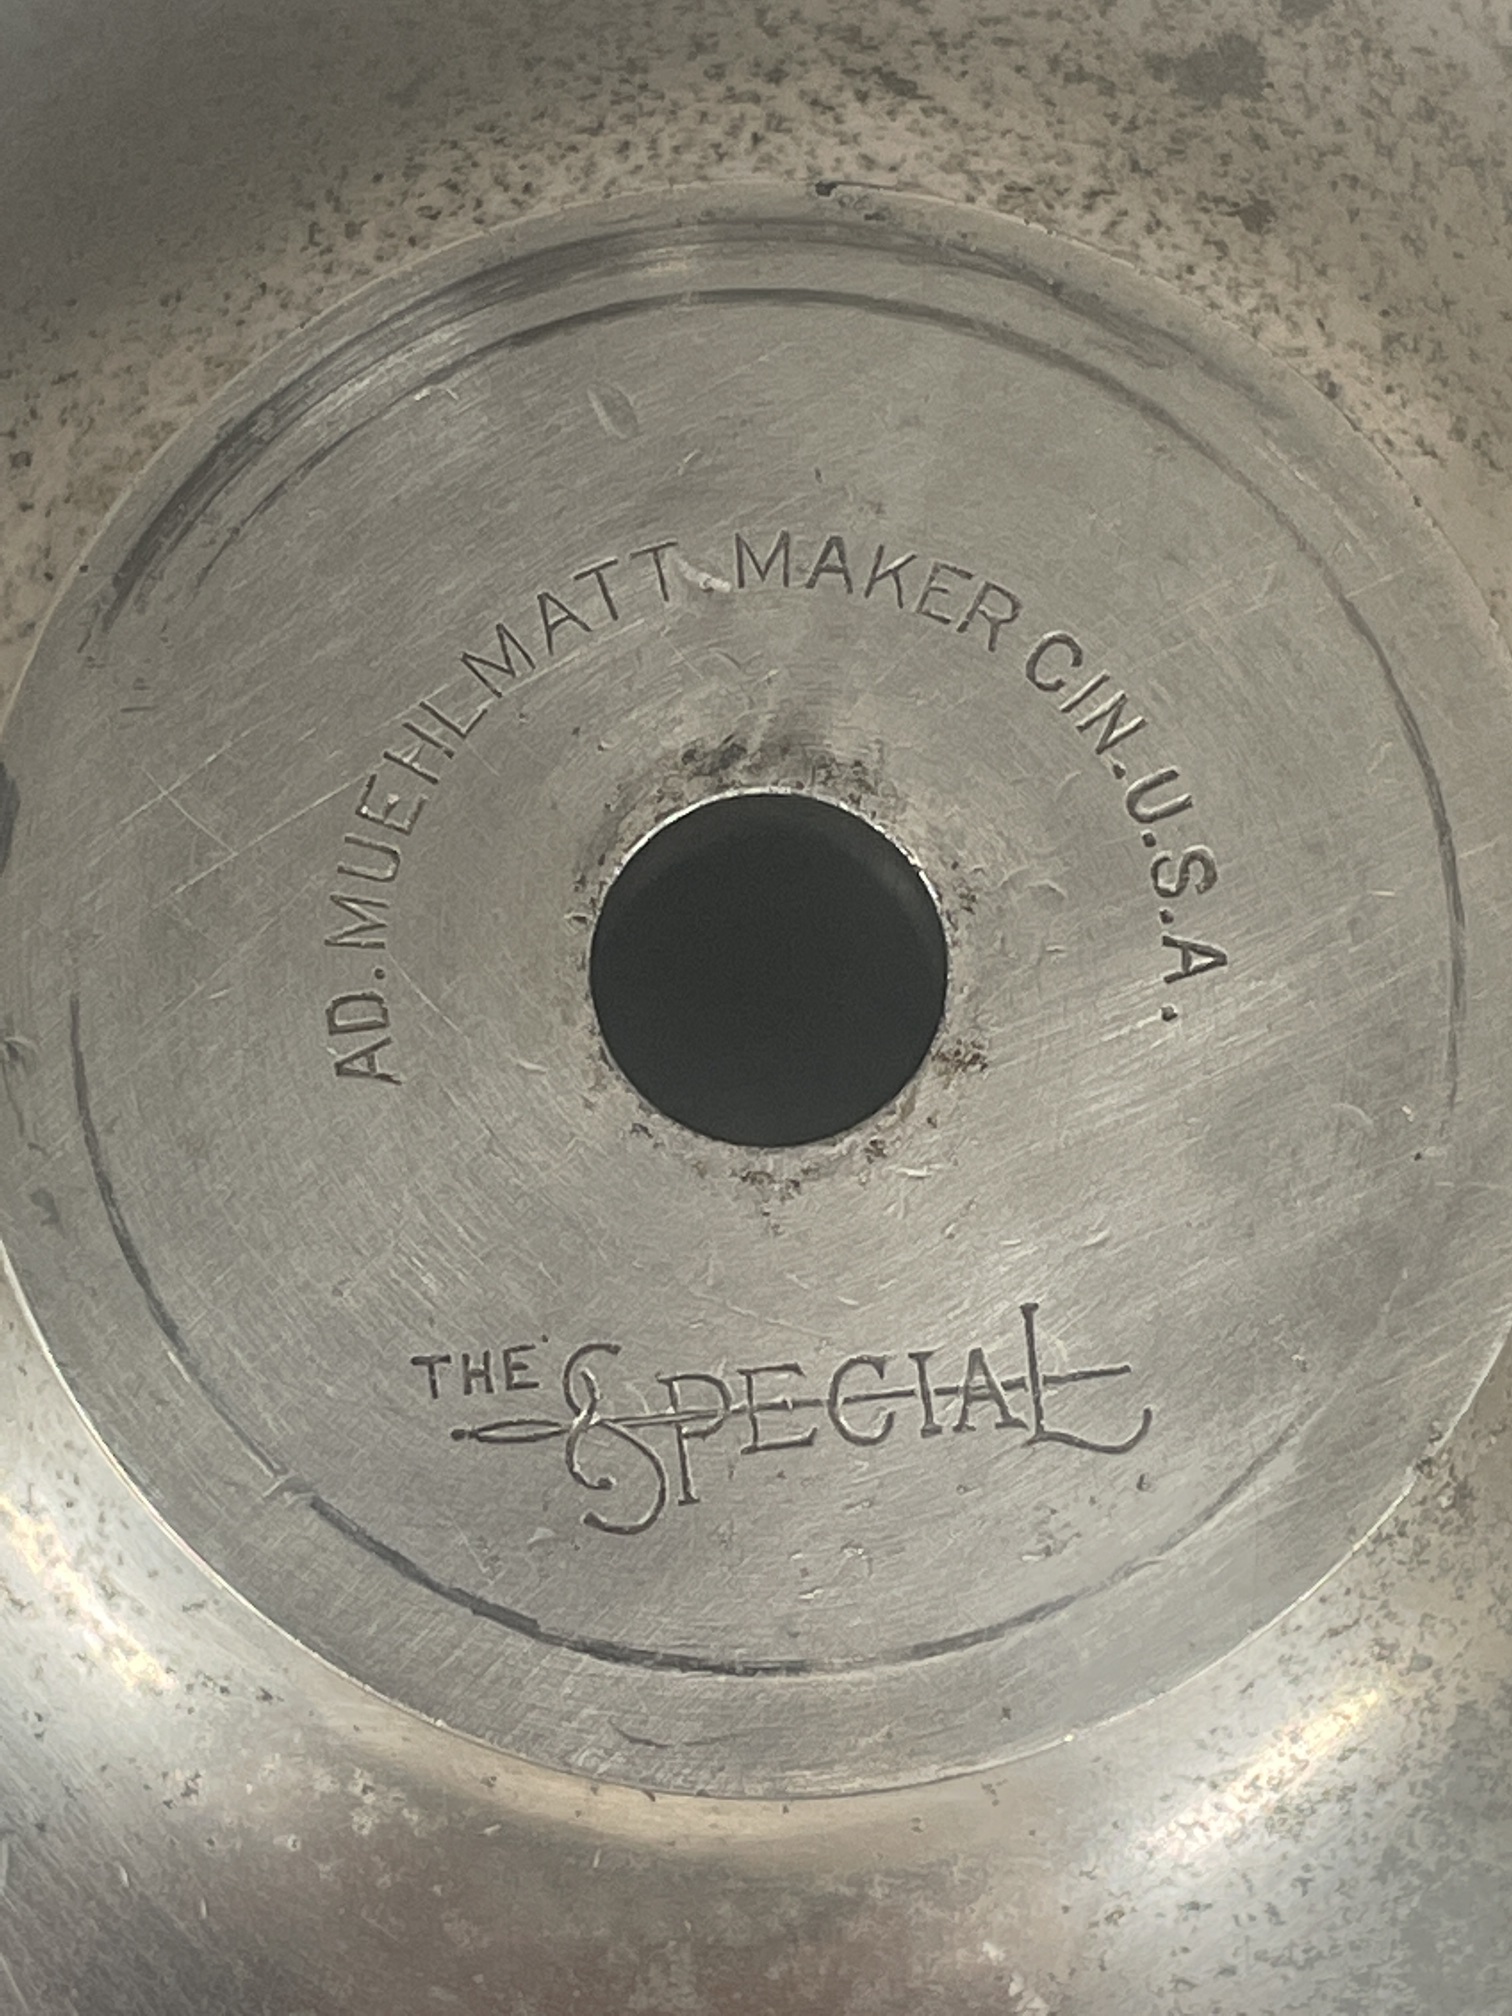 AD. MUEHLMATT MAKER CIN. U.S.A.
THE SPECIAL